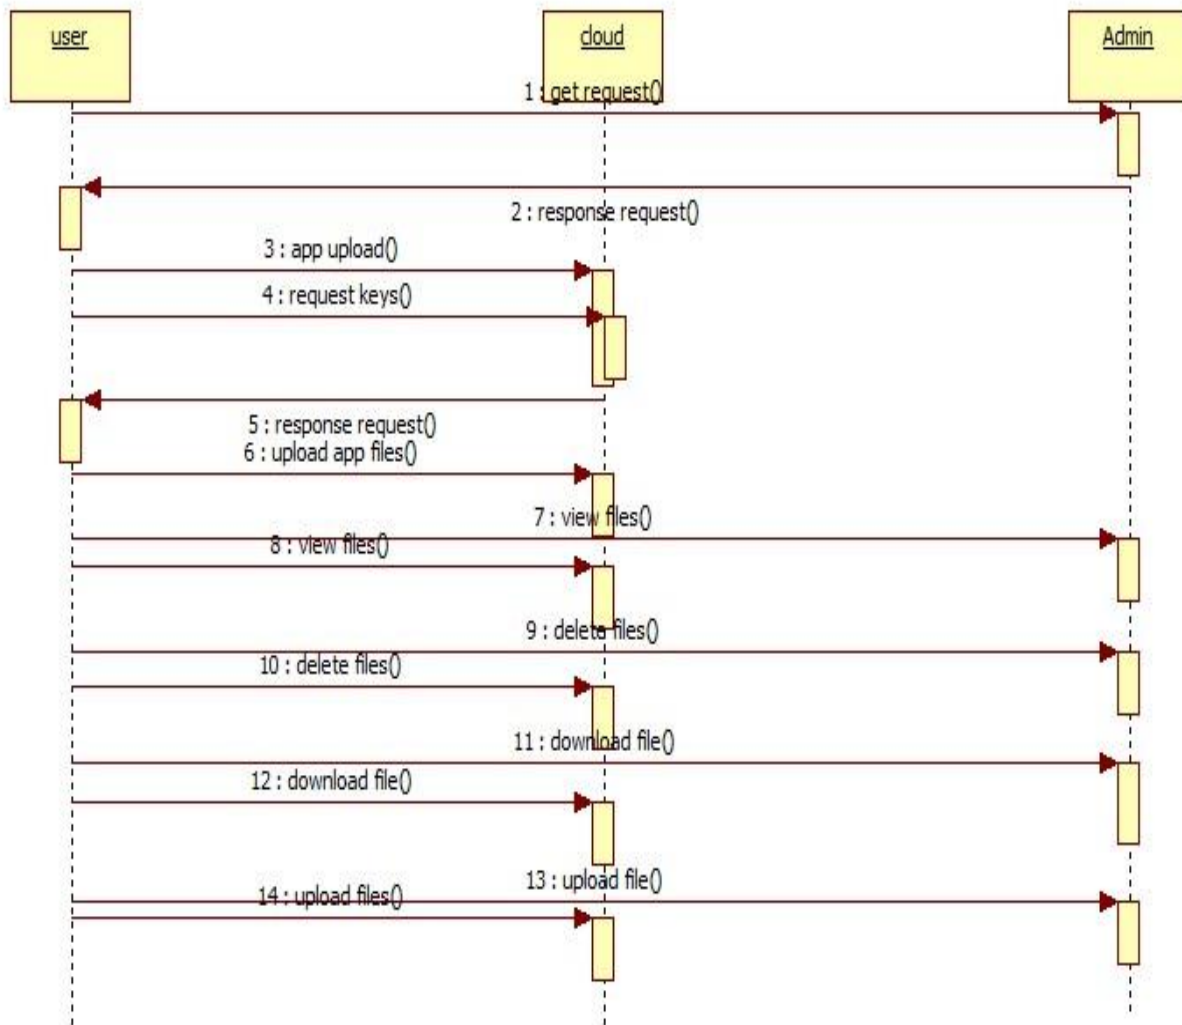 user
cloud
Admin
1 : get request()
2 : response request()
3 : app upload()
4 : request keys()
5 : response request()
6 : upload app files()
7 : view files()
8 : view files()
9 : delete files()
10 : delete files()
11 : download file()
12 : download file()
13 : upload file()
14 : upload files()